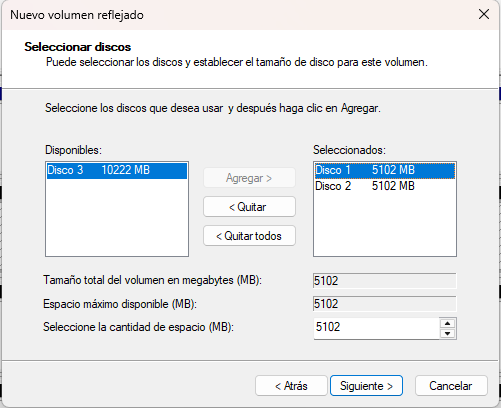 Nuevo volumen reflejado
Seleccionar discos
Puede seleccionar los discos y establecer el tamaño de disco para este volumen.
Seleccione los discos que desea usar y después haga clic en Agregar.
Disponibles:
Disco 3 10222 MB
Agregar >
< Quitar
< Quitar todos
Seleccionados:
Disco 1 5102 MB
Disco 2 5102 MB
Tamaño total del volumen en megabytes (MB): 5102
Espacio máximo disponible (MB): 5102
Seleccione la cantidad de espacio (MB): 5102
< Atrás
Siguiente >
Cancelar